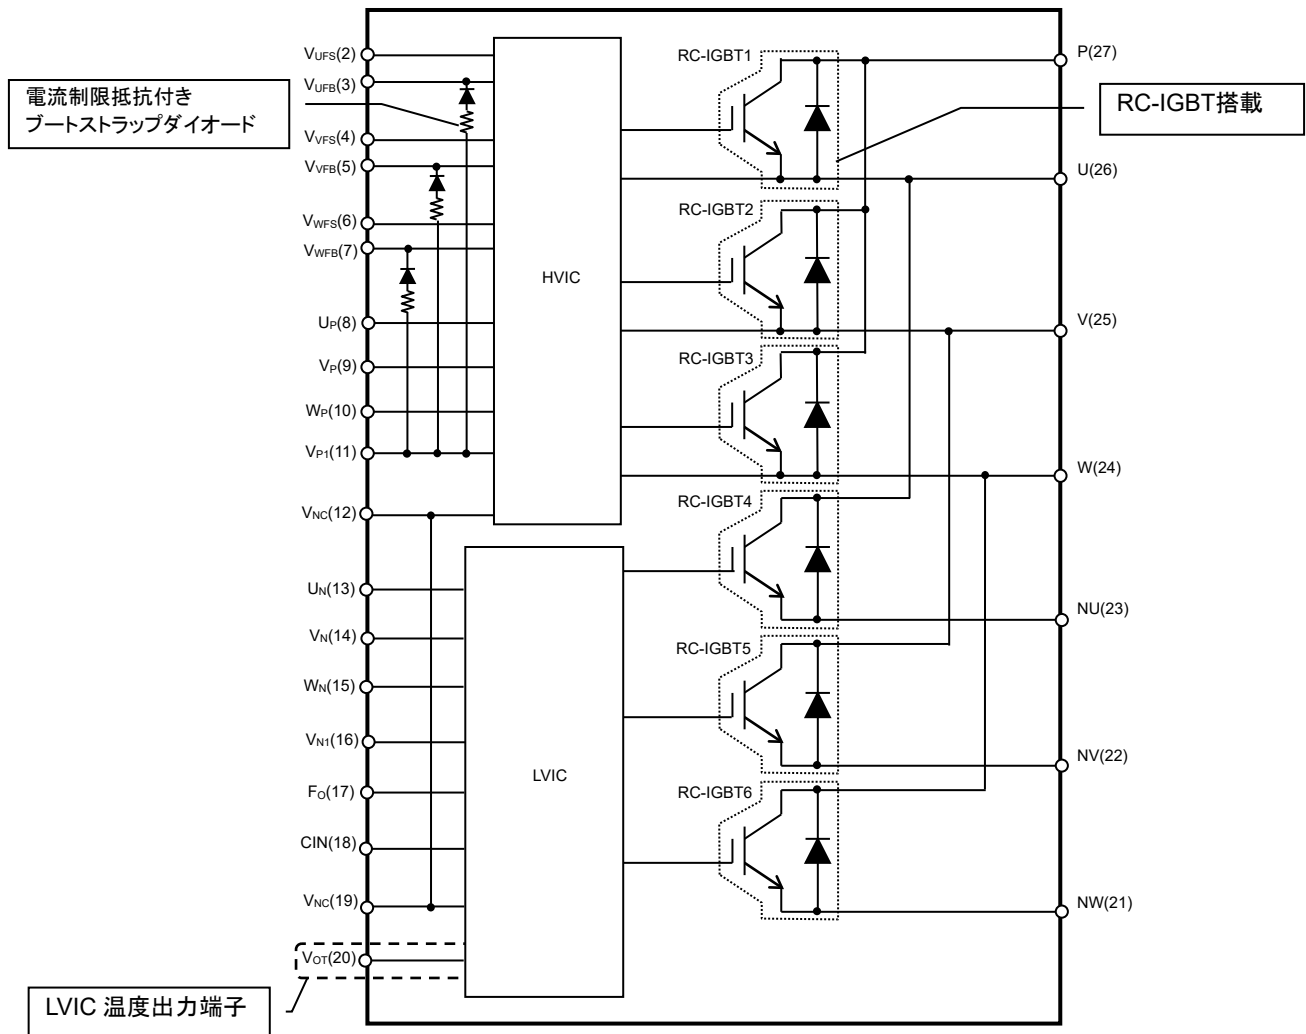 電流制限抵抗付き
ブートストラップダイオード
RC-IGBT搭載
LVIC 温度出力端子
VUFS(2)
VUFB(3)
VVFS(4)
VVFB(5)
VWFS(6)
VWFB(7)
UP(8)
VP(9)
WP(10)
VP1(11)
VNC(12)
UN(13)
VN(14)
WN(15)
VN1(16)
FO(17)
CIN(18)
VNC(19)
VOT(20)
HVIC
LVIC
RC-IGBT1
RC-IGBT2
RC-IGBT3
RC-IGBT4
RC-IGBT5
RC-IGBT6
P(27)
U(26)
V(25)
W(24)
NU(23)
NV(22)
NW(21)